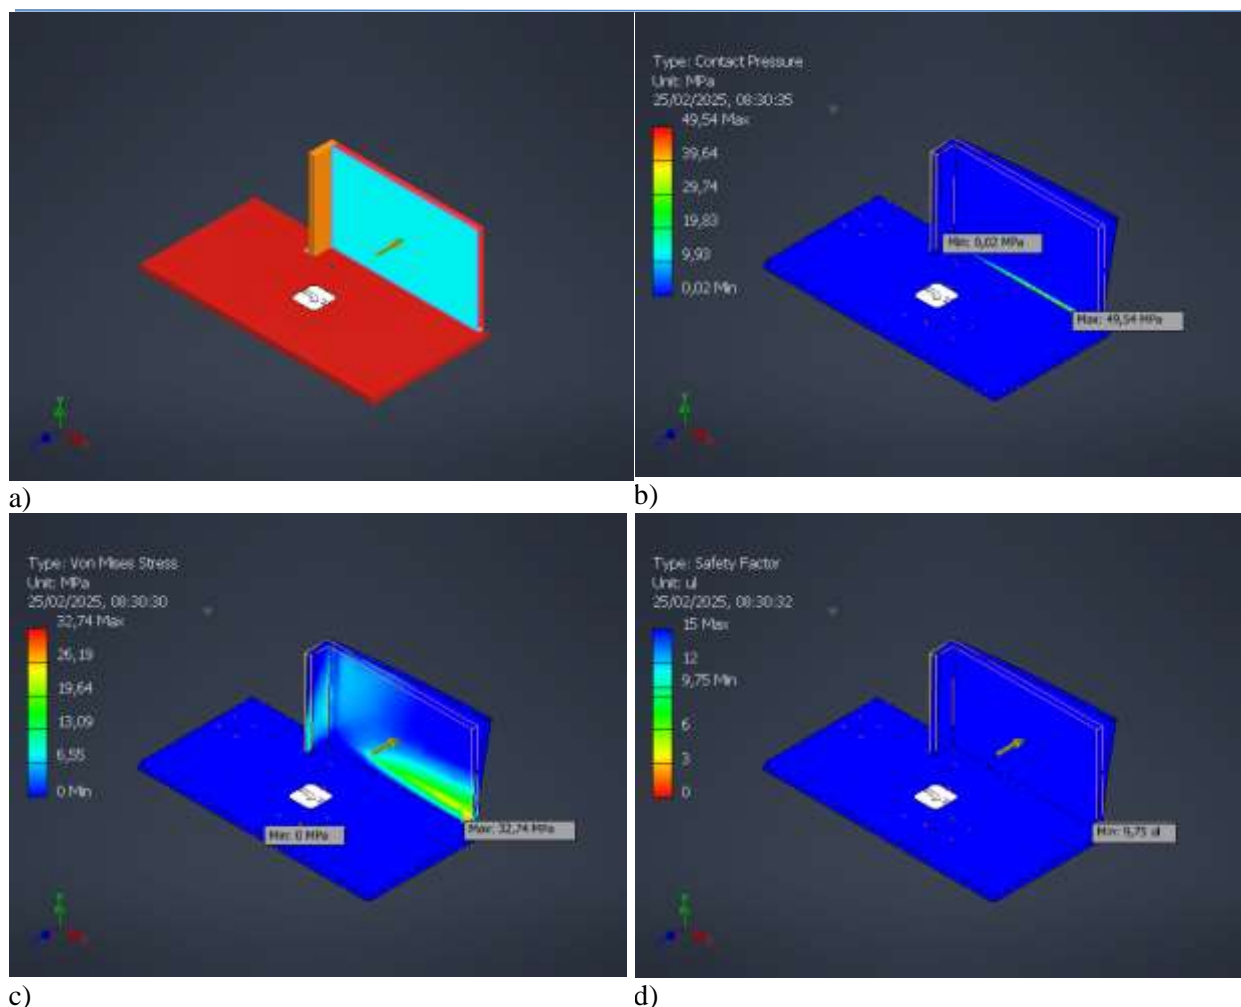 Type: Contact Pressure
Unit: MPa
25/02/2025, 08:30:35
49,54 Max
39,64
29,74
19,83
9,93
0,02 Min
Min: 0,02 MPa
Max: 49,54 MPa
a)
b)
Type: Von Mises Stress
Unit: MPa
25/02/2025, 08:30:30
32,74 Max
26,19
19,64
13,09
6,55
0 Min
Min: 0 MPa
Max: 32,74 MPa
Type: Safety Factor
Unit: ul
25/02/2025, 08:30:32
15 Max
12
9,75 Min
6
3
0
Min: 9,75 ul
c)
d)